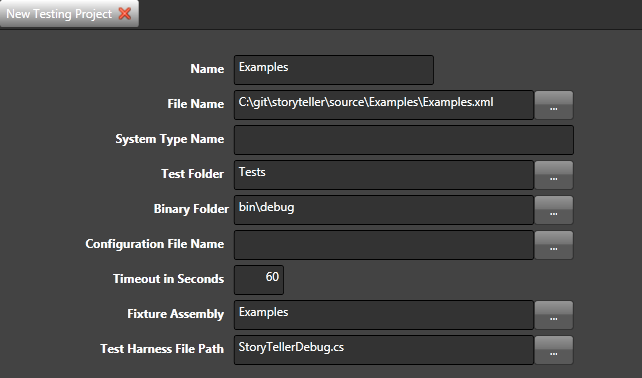 New Testing Project
Name Examples
File Name C:\git\storyteller\source\Examples\Examples.xml ...
System Type Name
Test Folder Tests ...
Binary Folder bin\debug ...
Configuration File Name ...
Timeout in Seconds 60
Fixture Assembly Examples ...
Test Harness File Path StoryTellerDebug.cs ...